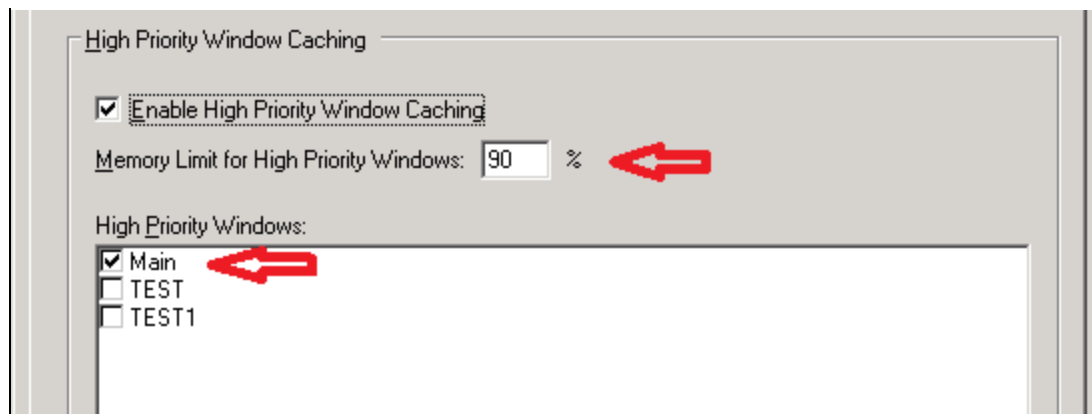 High Priority Window Caching
Enable High Priority Window Caching
Memory Limit for High Priority Windows: 90 %
High Priority Windows:
Main
TEST
TEST1